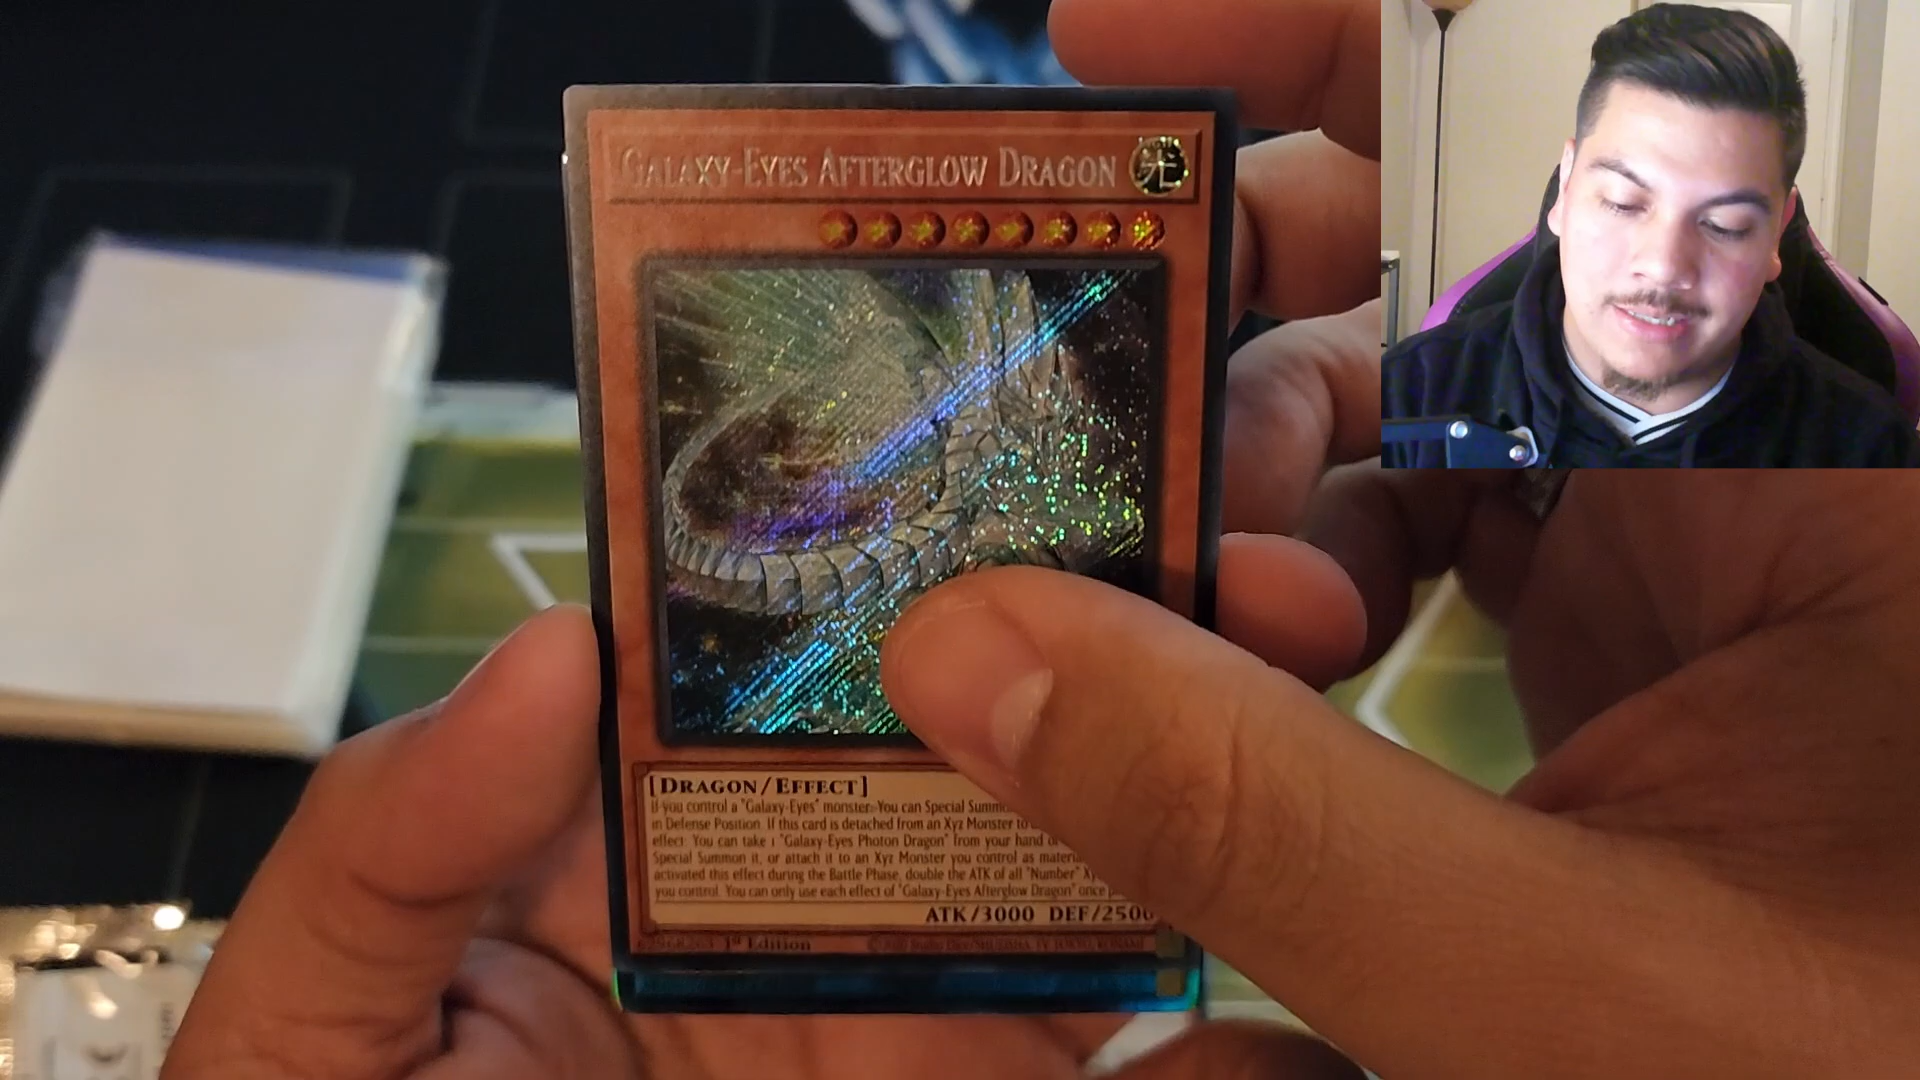 GALAXY-EYES AFTERGLOW DRAGON
光
[DRAGON/EFFECT]
If you control a "Galaxy-Eyes" monster: You can Special Summon
in Defense Position. If this card is detached from an Xyz Monster to
effect: You can take 1 "Galaxy-Eyes Photon Dragon" from your hand or
Special Summon it, or attach it to an Xyz Monster you control as material
activated this effect during the Battle Phase, double the ATK of all "Number"
you control. You can only use each effect of "Galaxy-Eyes Afterglow Dragon" once
ATK/3000 DEF/2500
1st Edition